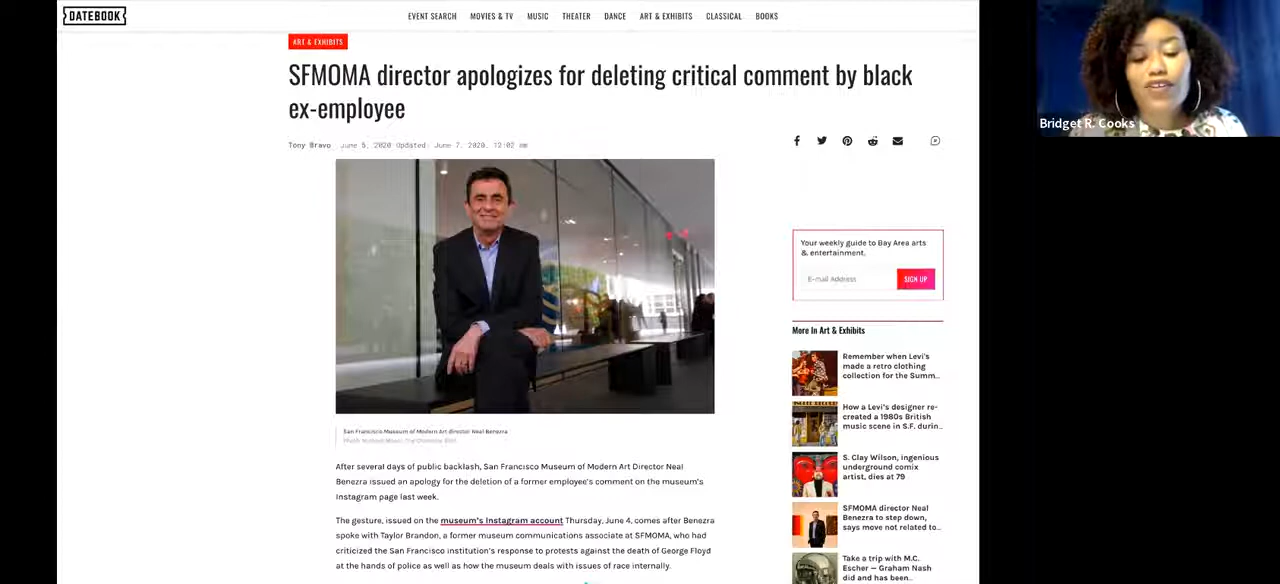 DATEBOOK
EVENT SEARCH MOVIES & TV MUSIC THEATER DANCE ART & EXHIBITS CLASSICAL BOOKS
ART & EXHIBITS
SFMOMA director apologizes for deleting critical comment by black
ex-employee
Tony Bravo June 5, 2020 Updated: June 7, 2020, 12:02 am
San Francisco Museum of Modern Art director Neal Benezra
After several days of public backlash, San Francisco Museum of Modern Art Director Neal
Benezra issued an apology for the deletion of a former employee's comment on the museum's
Instagram page last week.
The gesture, issued on the museum's Instagram account Thursday, June 4, comes after Benezra
spoke with Taylor Brandon, a former museum communications associate at SFMOMA, who had
criticized the San Francisco institution's response to protests against the death of George Floyd
at the hands of police as well as how the museum deals with issues of race internally.
Your weekly guide to Bay Area arts
& entertainment.
E-mail Address
SIGN UP
More In Art & Exhibits
Remember when Levi's
made a retro clothing
collection for the Summ...
How a Levi's designer re-
created a 1980s British
music scene in S.F. durin...
S. Clay Wilson, ingenious
underground comix
artist, dies at 79
SFMOMA director Neal
Benezra to step down,
says move not related to...
Take a trip with M.C.
Escher — Graham Nash
did and has been...
Bridget R. Cooks